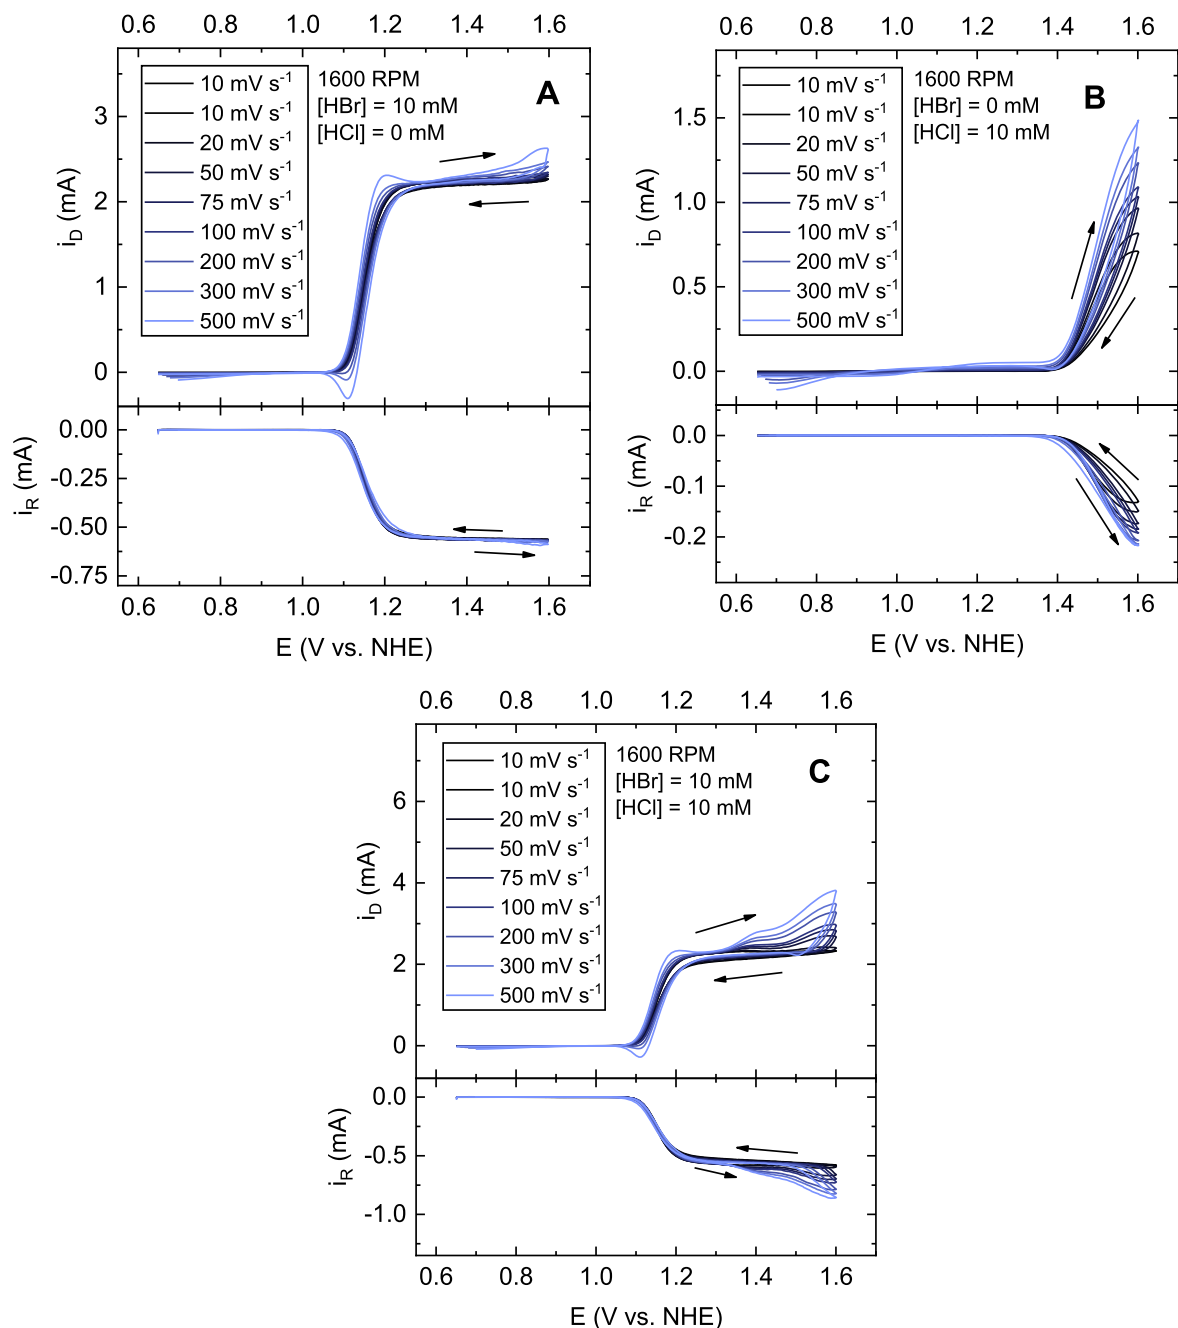 0.6 0.8 1.0 1.2 1.4 1.6
10 mV s⁻¹
10 mV s⁻¹
20 mV s⁻¹
50 mV s⁻¹
75 mV s⁻¹
100 mV s⁻¹
200 mV s⁻¹
300 mV s⁻¹
500 mV s⁻¹
1600 RPM
[HBr] = 10 mM
[HCl] = 0 mM
A
3
2
1
0
i_D (mA)
0.00
-0.25
-0.50
-0.75
i_R (mA)
0.6 0.8 1.0 1.2 1.4 1.6
E (V vs. NHE)
0.6 0.8 1.0 1.2 1.4 1.6
10 mV s⁻¹
10 mV s⁻¹
20 mV s⁻¹
50 mV s⁻¹
75 mV s⁻¹
100 mV s⁻¹
200 mV s⁻¹
300 mV s⁻¹
500 mV s⁻¹
1600 RPM
[HBr] = 0 mM
[HCl] = 10 mM
B
1.5
1.0
0.5
0.0
i_D (mA)
0.0
-0.1
-0.2
i_R (mA)
0.6 0.8 1.0 1.2 1.4 1.6
E (V vs. NHE)
0.6 0.8 1.0 1.2 1.4 1.6
10 mV s⁻¹
10 mV s⁻¹
20 mV s⁻¹
50 mV s⁻¹
75 mV s⁻¹
100 mV s⁻¹
200 mV s⁻¹
300 mV s⁻¹
500 mV s⁻¹
1600 RPM
[HBr] = 10 mM
[HCl] = 10 mM
C
6
4
2
0
i_D (mA)
0.0
-0.5
-1.0
i_R (mA)
0.6 0.8 1.0 1.2 1.4 1.6
E (V vs. NHE)